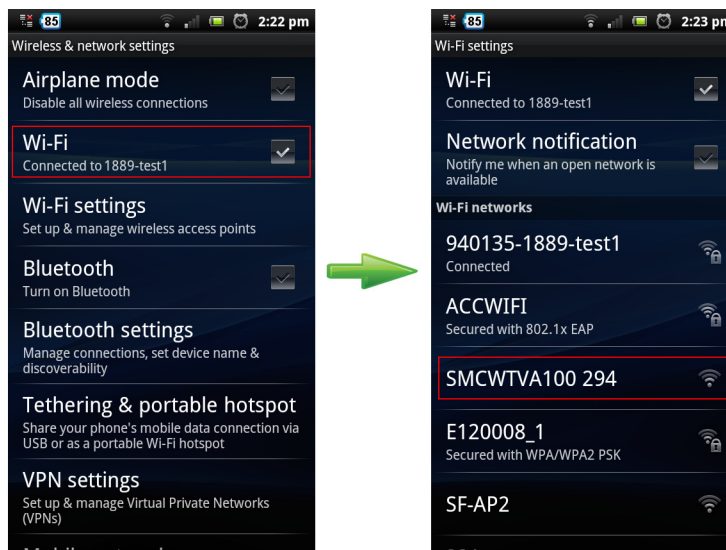 85 2:22 pm
Wireless & network settings
Airplane mode
Disable all wireless connections
Wi-Fi
Connected to 1889-test1
Wi-Fi settings
Set up & manage wireless access points
Bluetooth
Turn on Bluetooth
Bluetooth settings
Manage connections, set device name &
discoverability
Tethering & portable hotspot
Share your phone's mobile data connection via
USB or as a portable Wi-Fi hotspot
VPN settings
Set up & manage Virtual Private Networks
(VPNs)
85 2:23 pm
Wi-Fi settings
Wi-Fi
Connected to 1889-test1
Network notification
Notify me when an open network is
available
Wi-Fi networks
940135-1889-test1
Connected
ACCWIFI
Secured with 802.1x EAP
SMCWTVA100 294
E120008_1
Secured with WPA/WPA2 PSK
SF-AP2